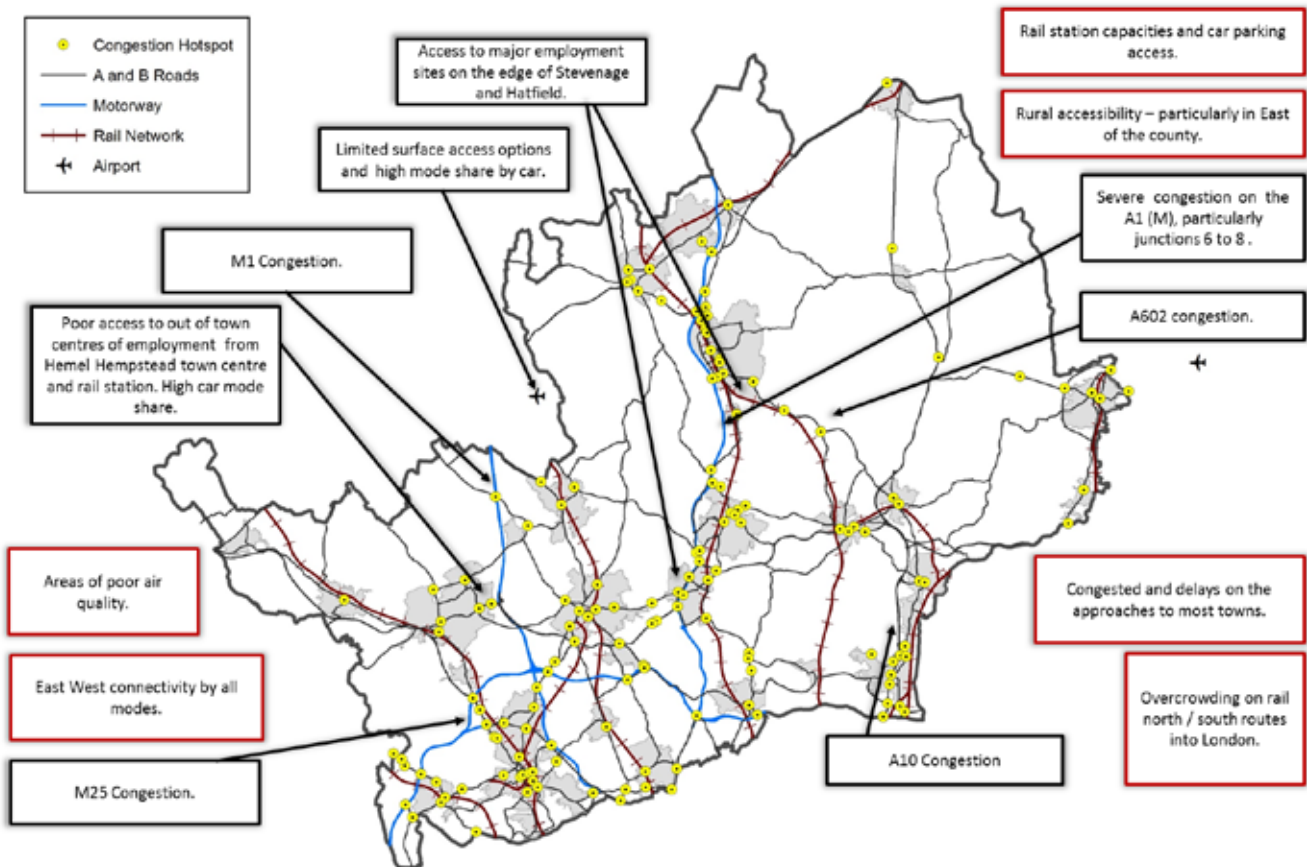 Congestion Hotspot
A and B Roads
Motorway
Rail Network
Airport
Access to major employment
sites on the edge of Stevenage
and Hatfield.
Rail station capacities and car parking
access.
Rural accessibility – particularly in East
of the county.
Limited surface access options
and high mode share by car.
Severe congestion on the
A1 (M), particularly
junctions 6 to 8 .
M1 Congestion.
A602 congestion.
Poor access to out of town
centres of employment from
Hemel Hempstead town centre
and rail station. High car mode
share.
Areas of poor air
quality.
Congested and delays on the
approaches to most towns.
East West connectivity by all
modes.
Overcrowding on rail
north / south routes
into London.
M25 Congestion.
A10 Congestion